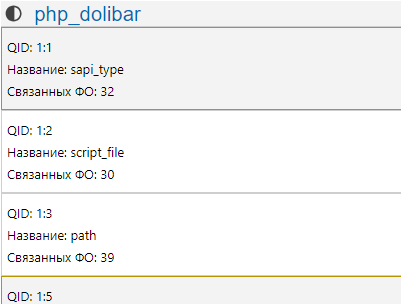 php_dolibar
QID: 1:1
Название: sapi_type
Связанных ФО: 32
QID: 1:2
Название: script_file
Связанных ФО: 30
QID: 1:3
Название: path
Связанных ФО: 39
QID: 1:5